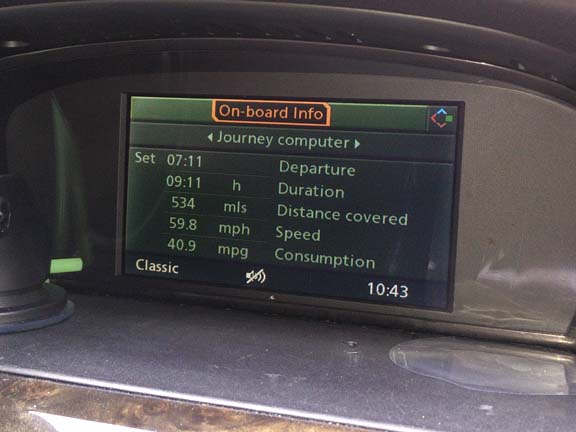 On-board Info
Journey computer
Set 07:11 Departure
09:11 h Duration
534 mls Distance covered
59.8 mph Speed
40.9 mpg Consumption
Classic 10:43